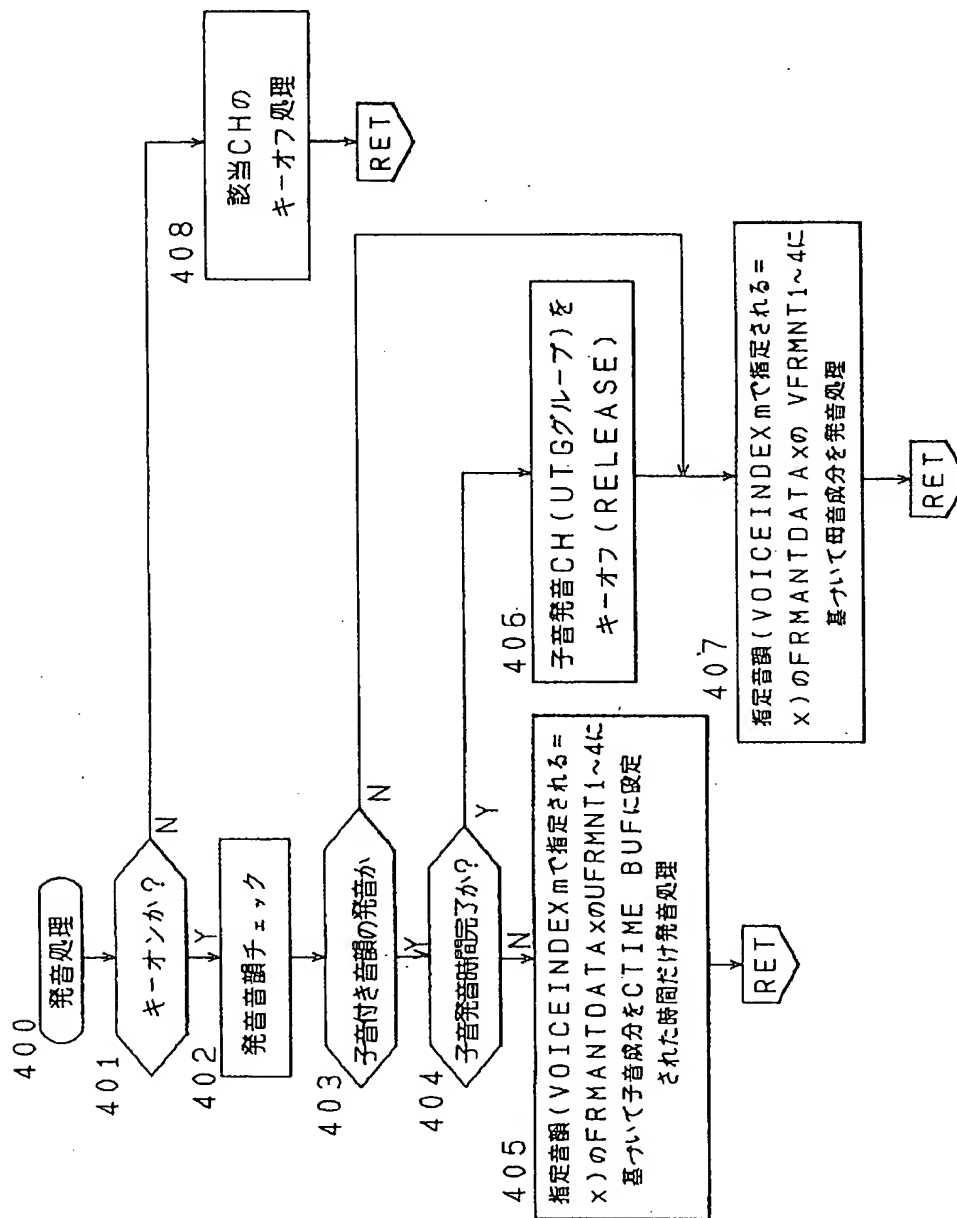 400
発音処理
401
キーオンか?
N
Y
402
発音音韻チェック
403
子音付き音韻の発音か
N
Y
404
子音発音時間完了か?
Y
N
405
指定音韻(VOICEINDEXmで指定される=
x)のFRMANTDATAxのUFRMNT1~4に
基づいて子音成分をCTIME BUFに設定
された時間だけ発音処理
RET
406
子音発音CH(UTGグループ)を
キーオフ(RELEASE)
407
指定音韻(VOICEINDEXmで指定される=
x)のFRMANTDATAxの VFRMNT1~4に
基づいて母音成分を発音処理
RET
408
該当CHの
キーオフ処理
RET